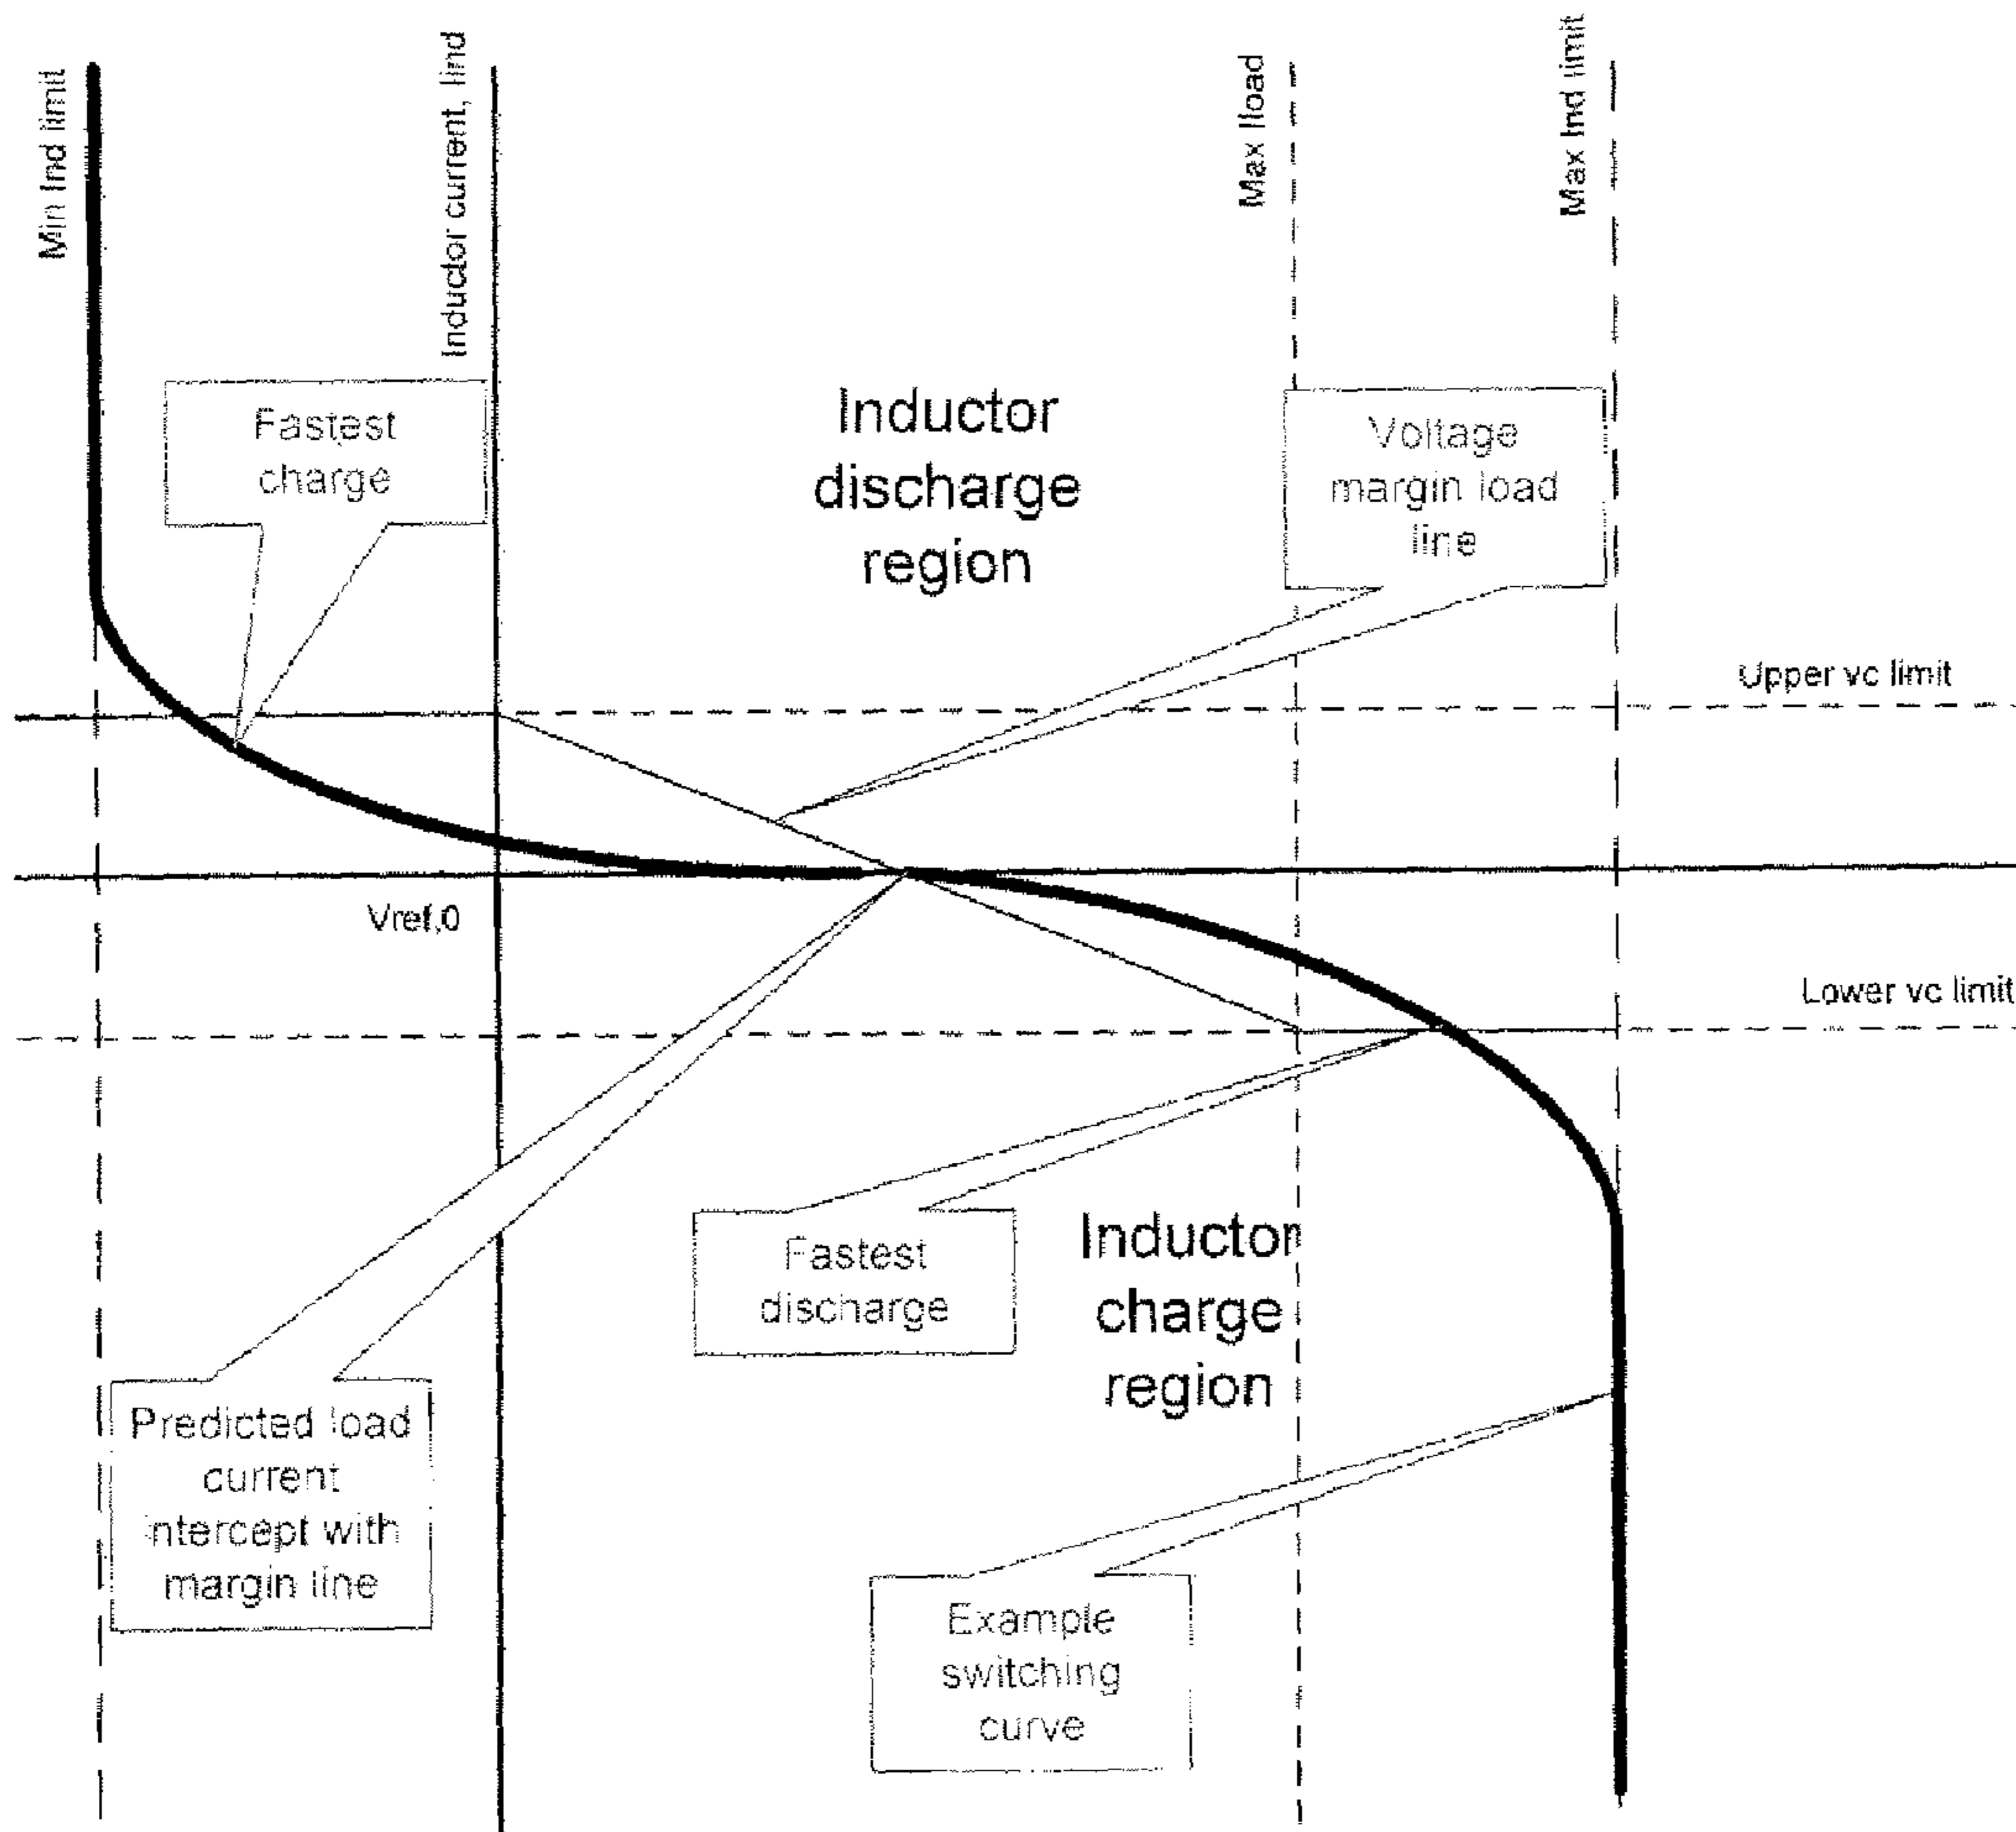 Min Ind limit
Inductor current, Iind
Max Iload
Max Ind limit
Fastest
charge
Inductor
discharge
region
Voltage
margin load
line
Upper vc limit
Vref,0
Lower vc limit
Fastest
discharge
Inductor
charge
region
Predicted load
current
intercept with
margin line
Example
switching
curve